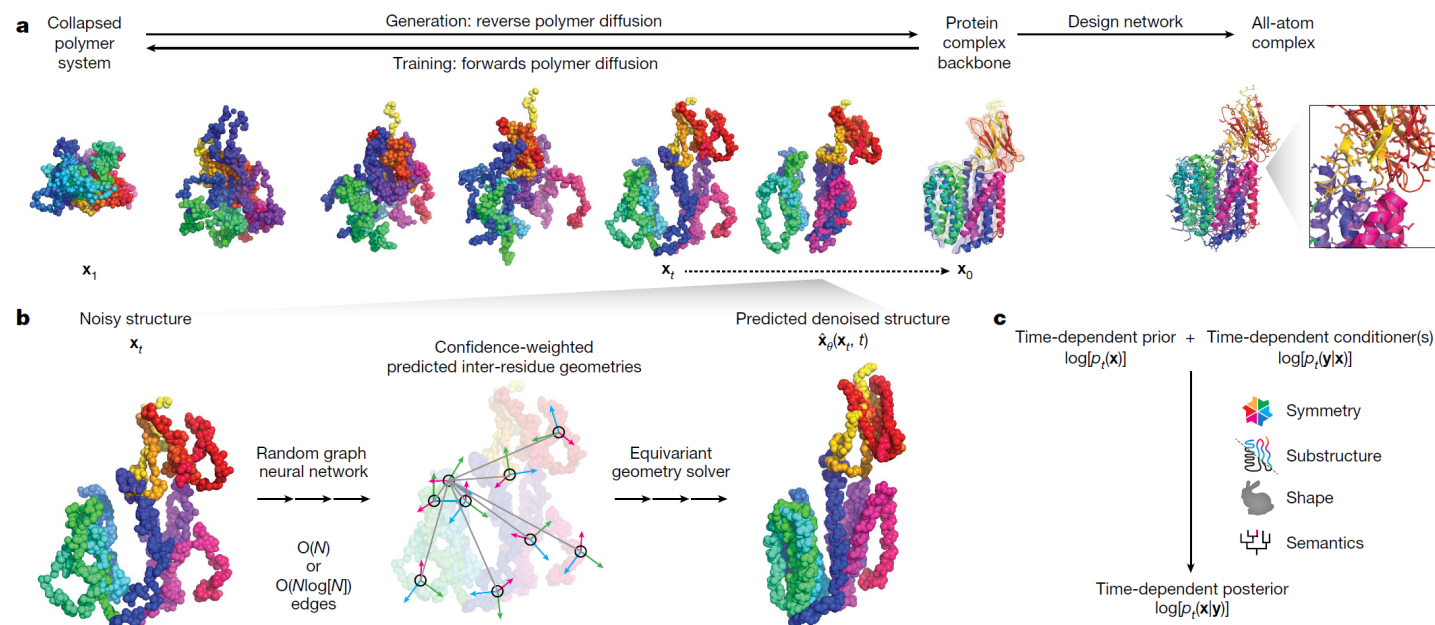 a
Collapsed
polymer
system
Generation: reverse polymer diffusion
Training: forwards polymer diffusion
Protein
complex
backbone
Design network
All-atom
complex
x₁
xₜ
x₀
b
Noisy structure
xₜ
Random graph
neural network
O(N)
or
O(Nlog[N])
edges
Confidence-weighted
predicted inter-residue geometries
Equivariant
geometry solver
Predicted denoised structure
x̂θ(xₜ, t)
c
Time-dependent prior + Time-dependent conditioner(s)
log[pₜ(x)] log[pₜ(y|x)]
Symmetry
Substructure
Shape
Semantics
Time-dependent posterior
log[pₜ(x|y)]